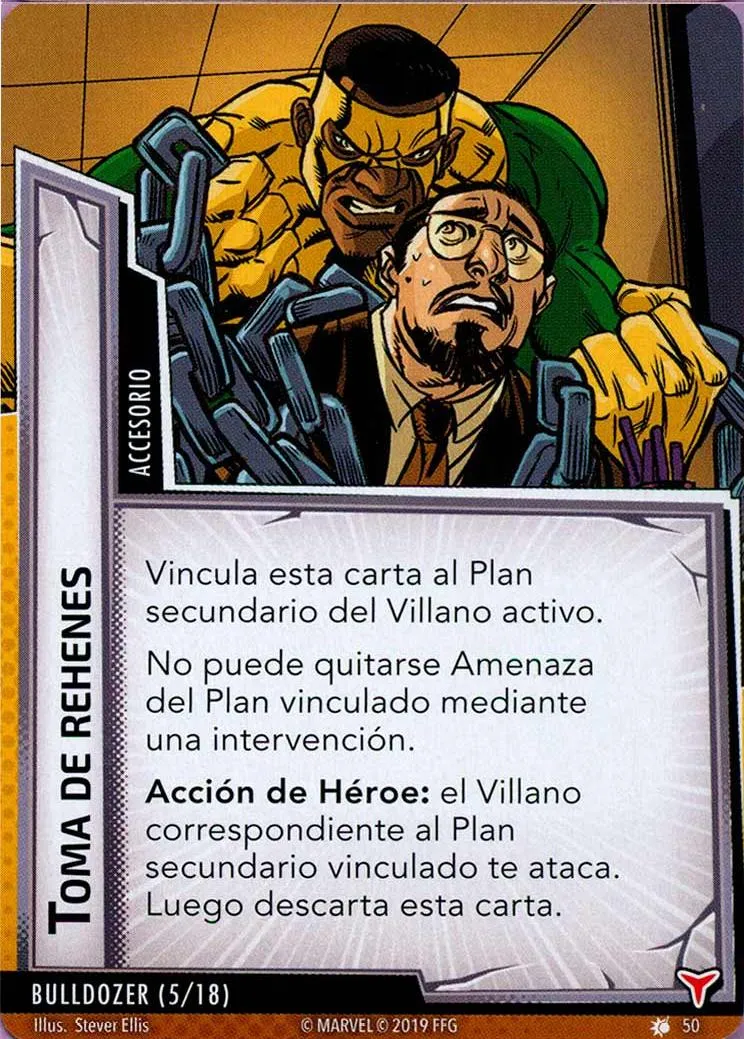 ACCESORIO
TOMA DE REHENES
Vincula esta carta al Plan
secundario del Villano activo.
No puede quitarse Amenaza
del Plan vinculado mediante
una intervención.
Acción de Héroe: el Villano
correspondiente al Plan
secundario vinculado te ataca.
Luego descarta esta carta.
BULLDOZER (5/18)
Illus. Stever Ellis
© MARVEL © 2019 FFG
50